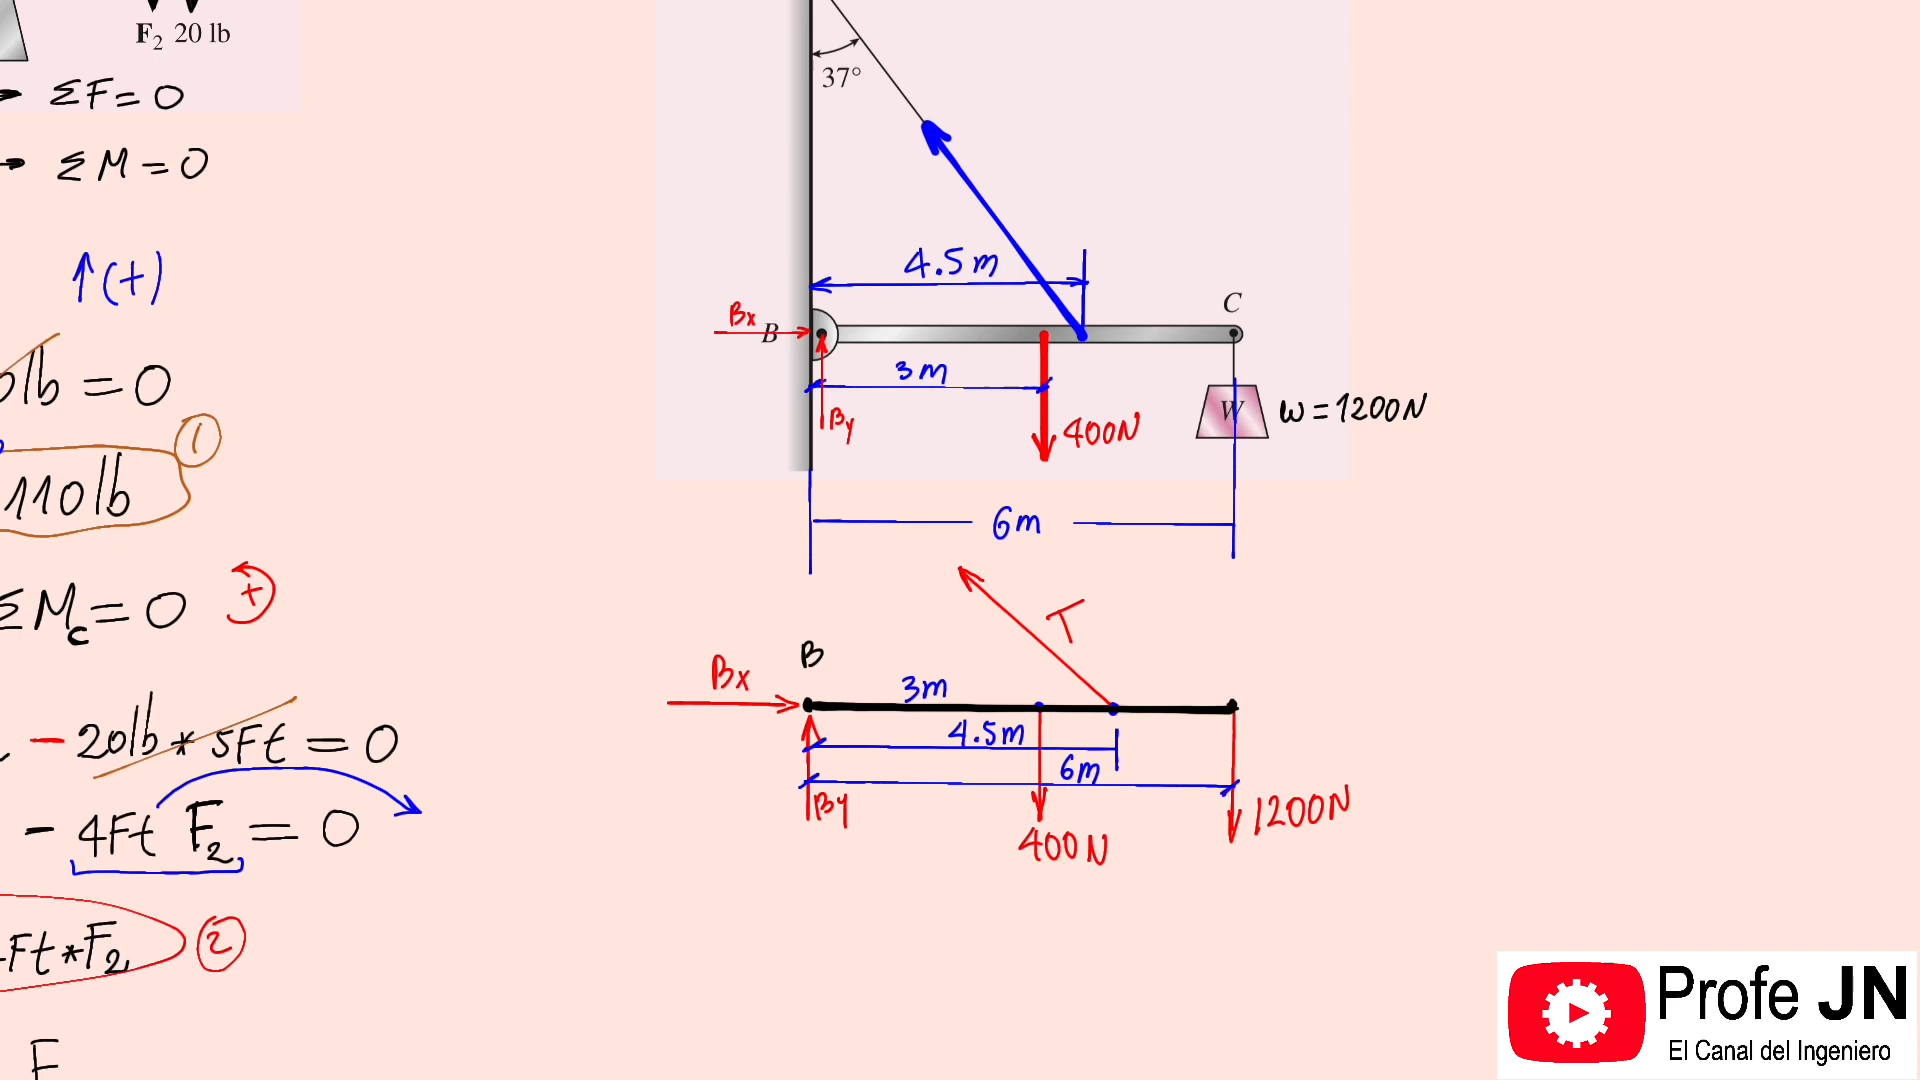 F₂ 20 lb
ΣF = 0
ΣM = 0
↑(+)
lb = 0
1
110 lb
ΣMc = 0 +
- 20lb * 5Ft = 0
- 4Ft F₂ = 0
Ft * F₂ 2
F
37°
4.5m
C
Bx
B
3m
By
400N
W
w = 1200N
6m
T
B
Bx
3m
4.5m
6m
By
400N
1200N
Profe JN
El Canal del Ingeniero